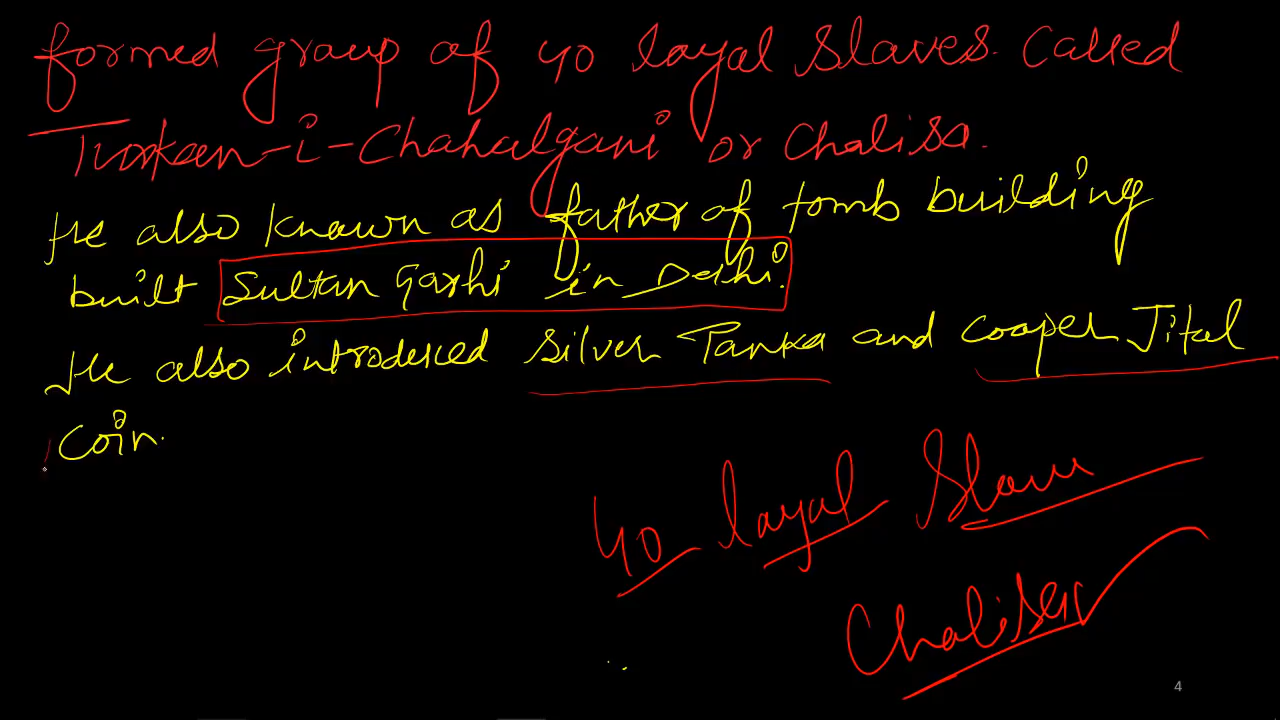 formed group of 40 loyal Slaves. Called
Turkan-i-Chahalgani or Chalisa.
He also known as father of tomb building
built Sultan Garhi in Delhi.
He also introduced silver Tanka and cooper Jital
Coin.
40 loyal Slave
Chalisa
4